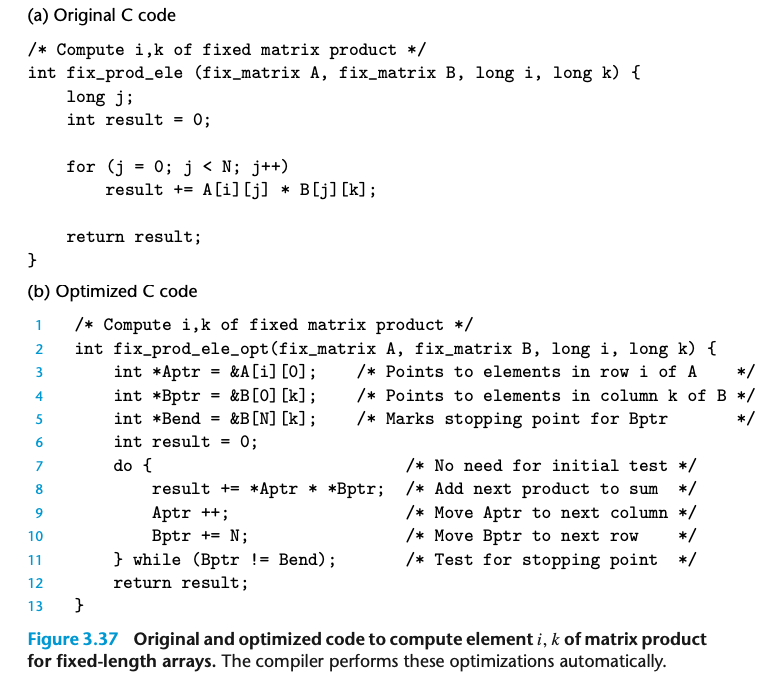 (a) Original C code
/* Compute i,k of fixed matrix product */
int fix_prod_ele (fix_matrix A, fix_matrix B, long i, long k) {
    long j;
    int result = 0;

    for (j = 0; j < N; j++)
        result += A[i][j] * B[j][k];

    return result;
}
(b) Optimized C code
1   /* Compute i,k of fixed matrix product */
2   int fix_prod_ele_opt(fix_matrix A, fix_matrix B, long i, long k) {
3       int *Aptr = &A[i][0];    /* Points to elements in row i of A    */
4       int *Bptr = &B[0][k];    /* Points to elements in column k of B */
5       int *Bend = &B[N][k];    /* Marks stopping point for Bptr       */
6       int result = 0;
7       do {                          /* No need for initial test */
8           result += *Aptr * *Bptr;  /* Add next product to sum  */
9           Aptr ++;                  /* Move Aptr to next column */
10          Bptr += N;                /* Move Bptr to next row    */
11      } while (Bptr != Bend);       /* Test for stopping point  */
12      return result;
13  }
Figure 3.37 Original and optimized code to compute element i, k of matrix product
for fixed-length arrays. The compiler performs these optimizations automatically.